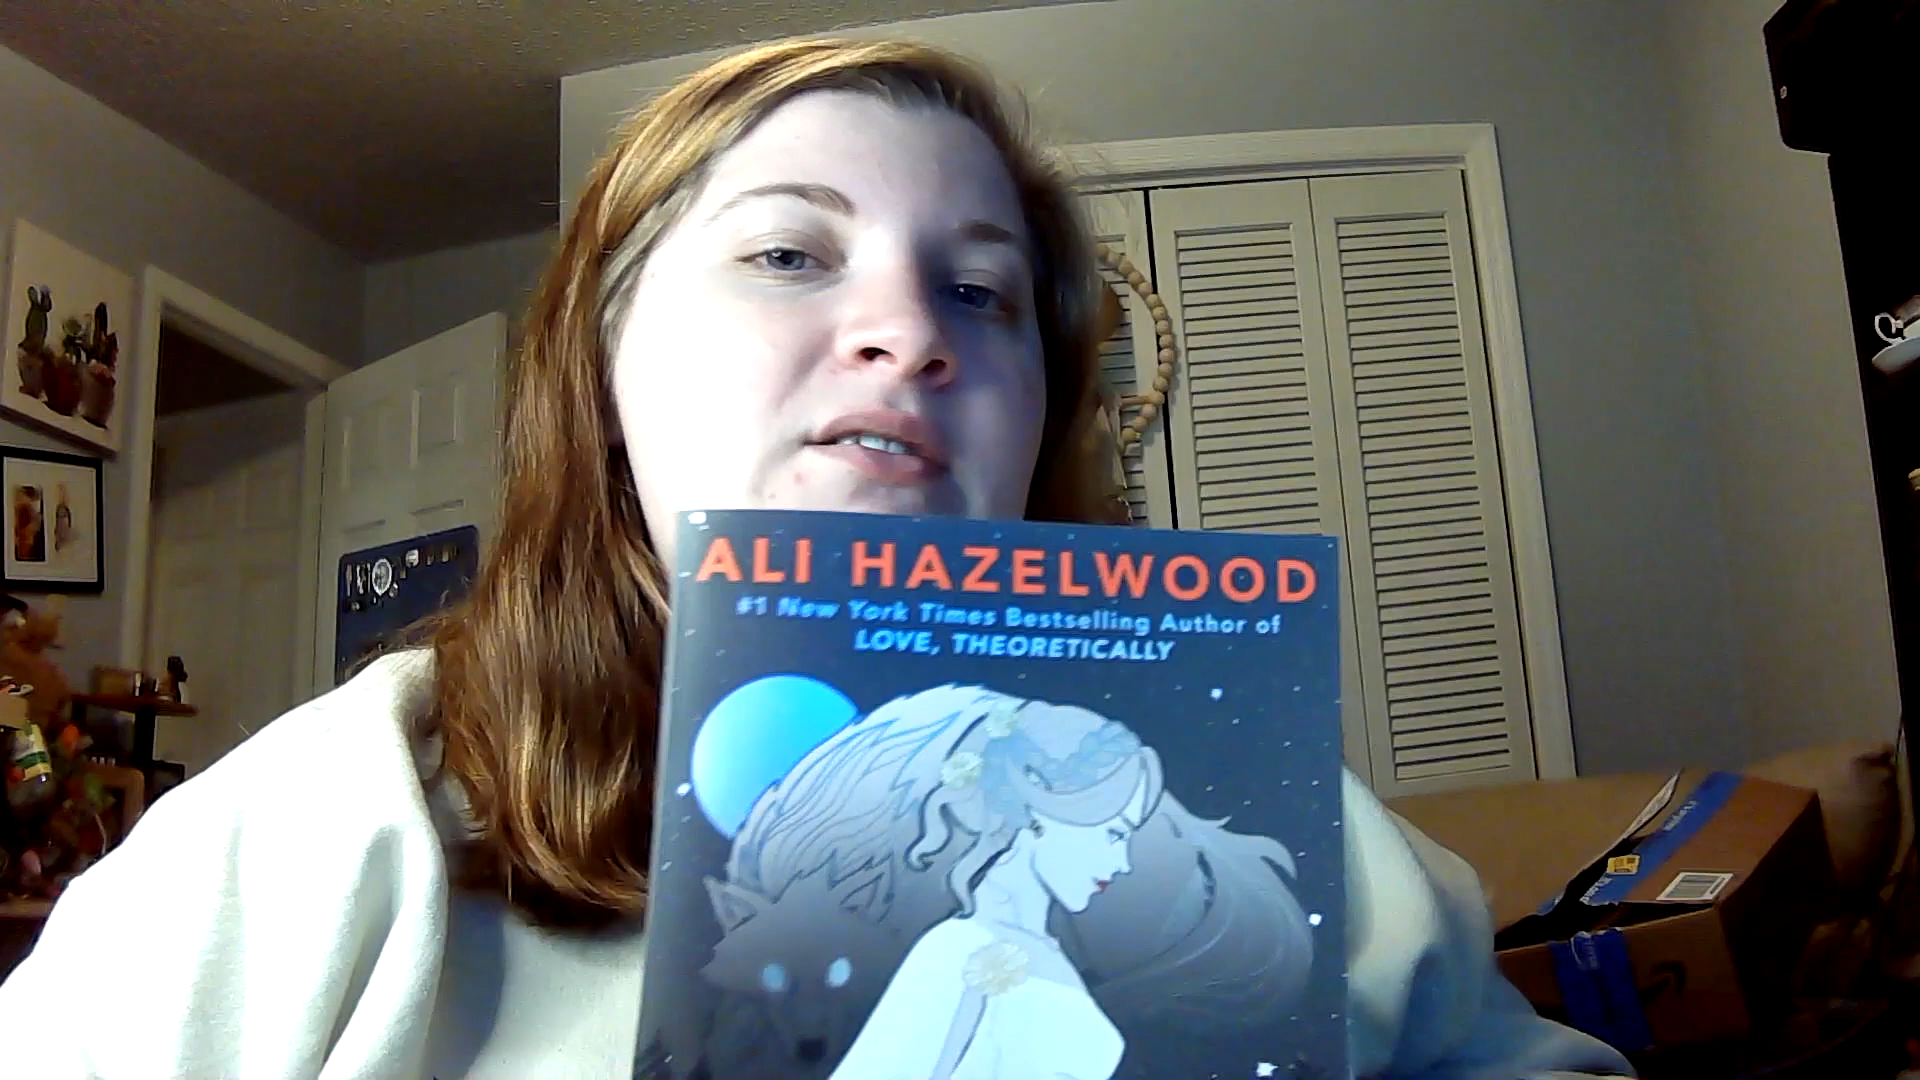 ALI HAZELWOOD
#1 New York Times Bestselling Author of
LOVE, THEORETICALLY